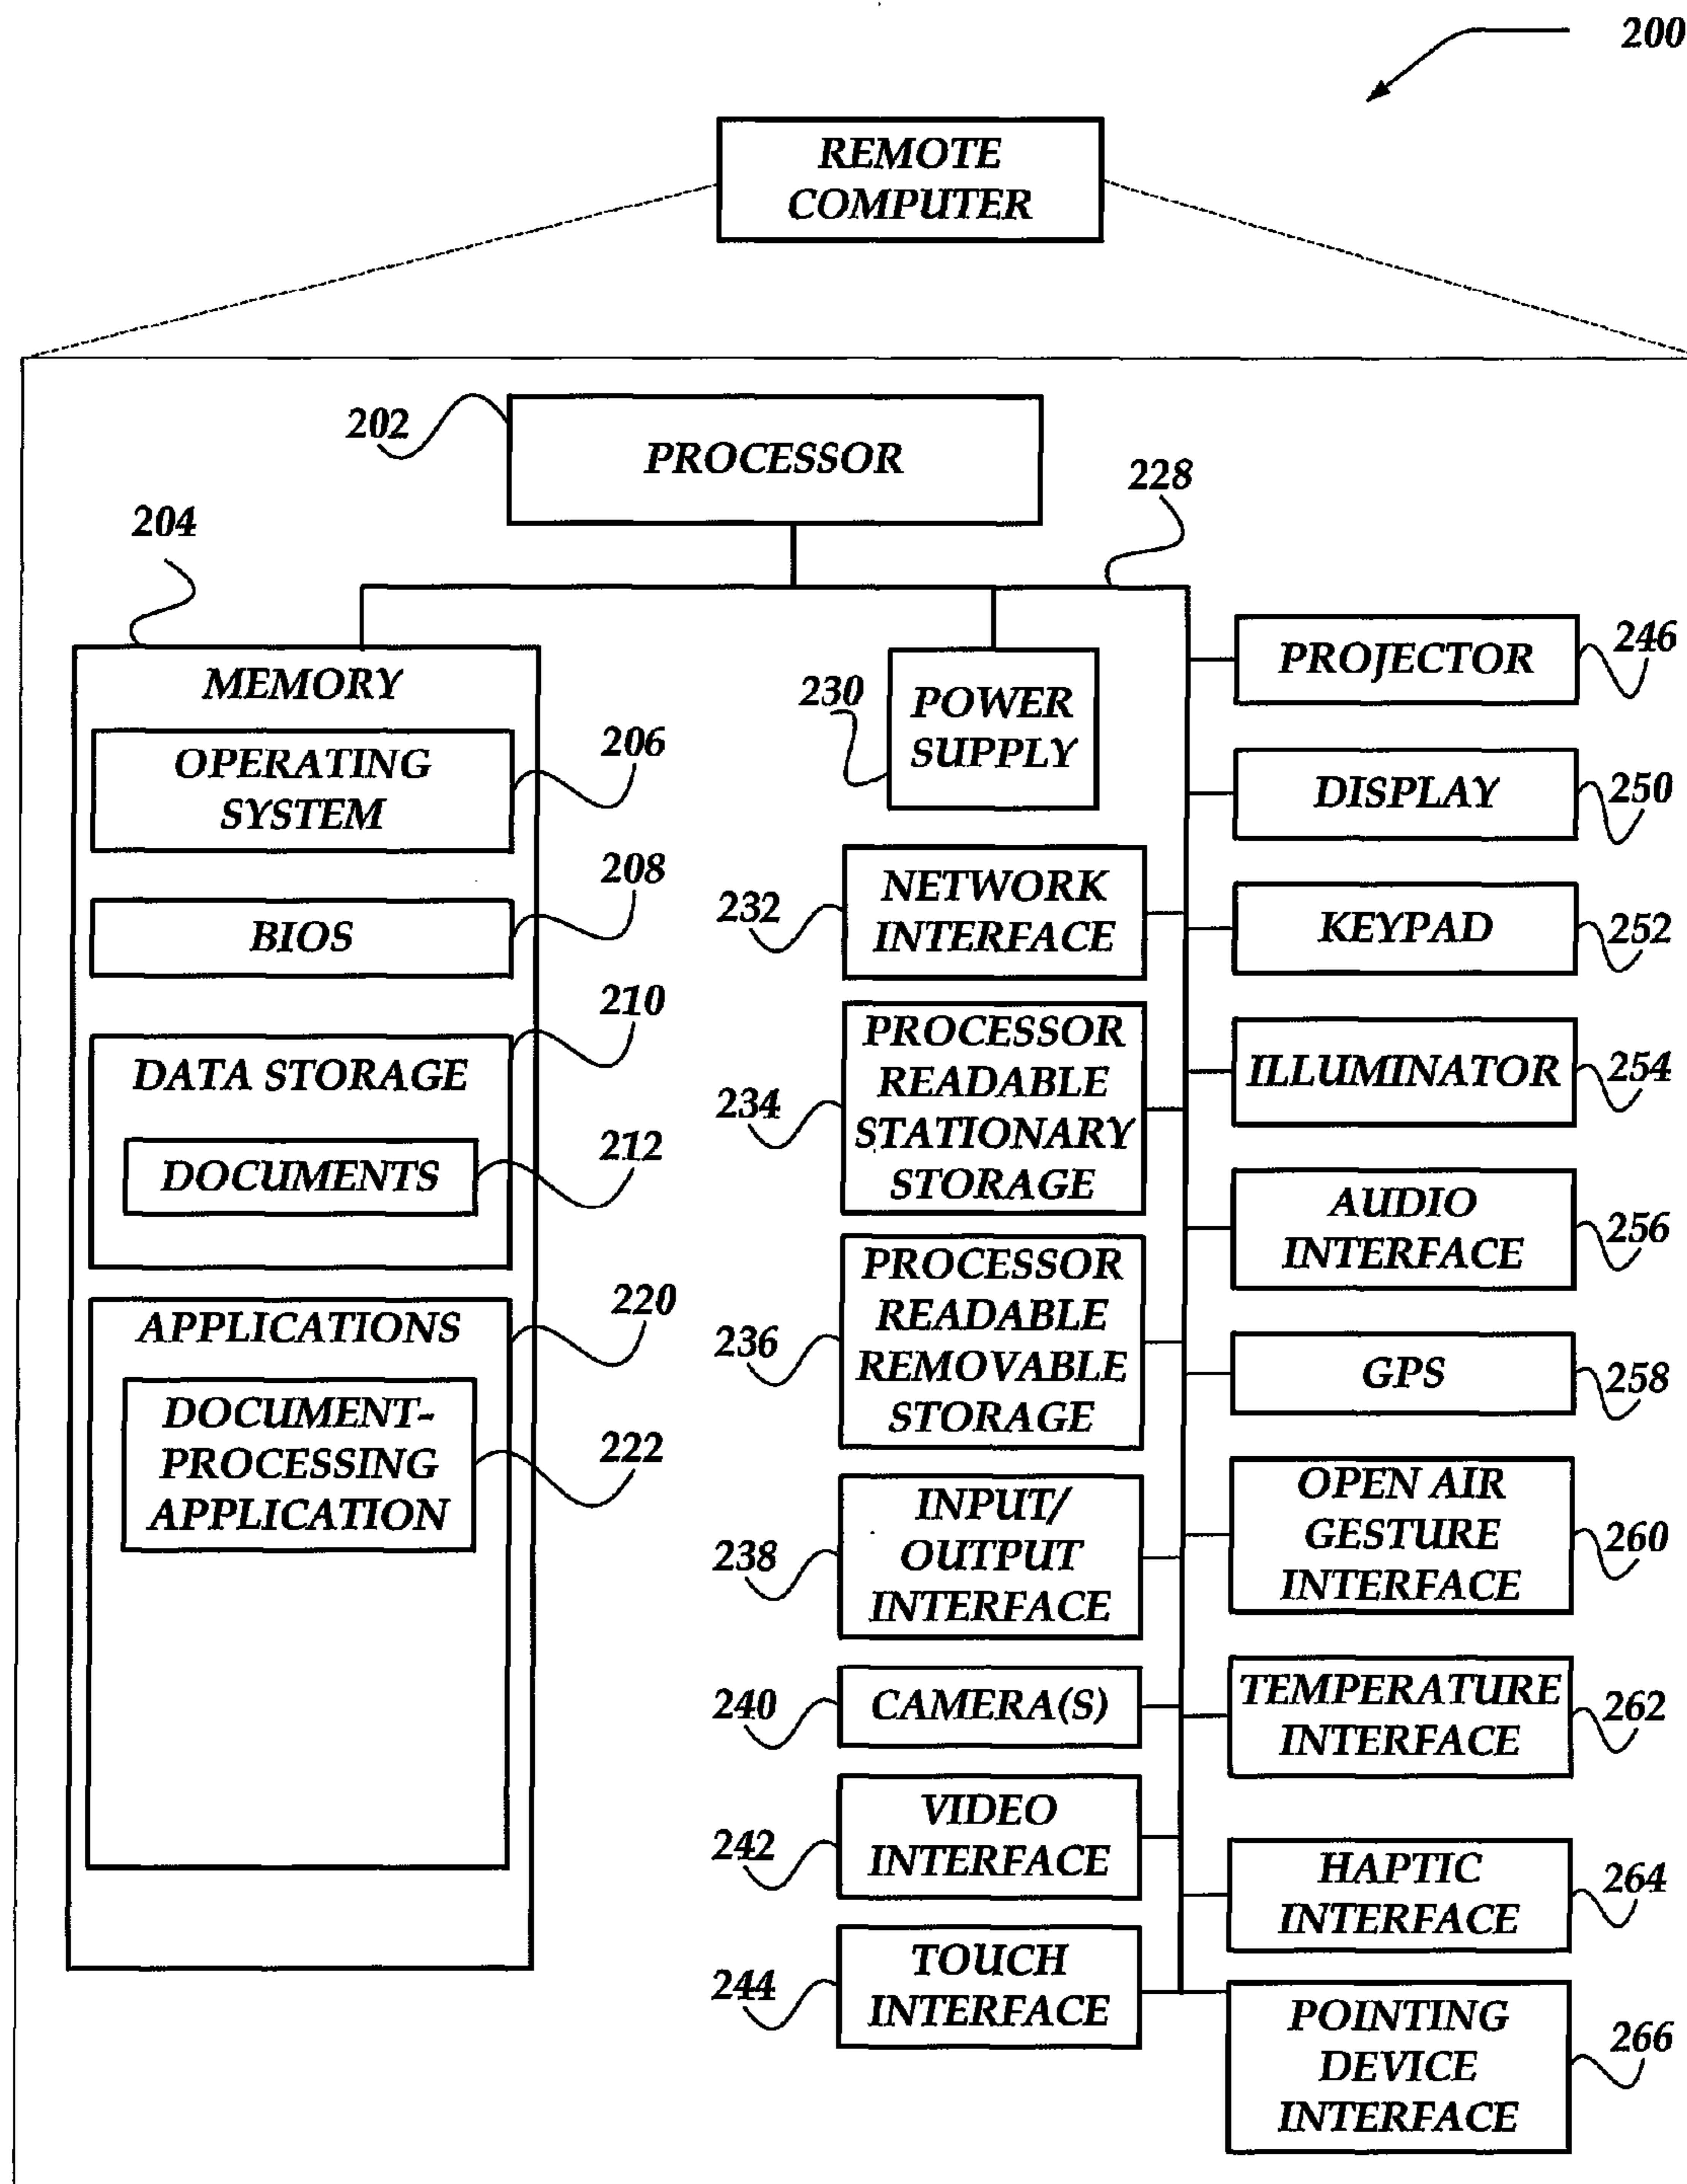 200
REMOTE
COMPUTER
202
PROCESSOR
228
204
MEMORY
OPERATING
SYSTEM
206
BIOS
208
DATA STORAGE
210
DOCUMENTS
212
APPLICATIONS
220
DOCUMENT-
PROCESSING
APPLICATION
222
230
POWER
SUPPLY
232
NETWORK
INTERFACE
234
PROCESSOR
READABLE
STATIONARY
STORAGE
236
PROCESSOR
READABLE
REMOVABLE
STORAGE
238
INPUT/
OUTPUT
INTERFACE
240
CAMERA(S)
242
VIDEO
INTERFACE
244
TOUCH
INTERFACE
PROJECTOR
246
DISPLAY
250
KEYPAD
252
ILLUMINATOR
254
AUDIO
INTERFACE
256
GPS
258
OPEN AIR
GESTURE
INTERFACE
260
TEMPERATURE
INTERFACE
262
HAPTIC
INTERFACE
264
POINTING
DEVICE
INTERFACE
266